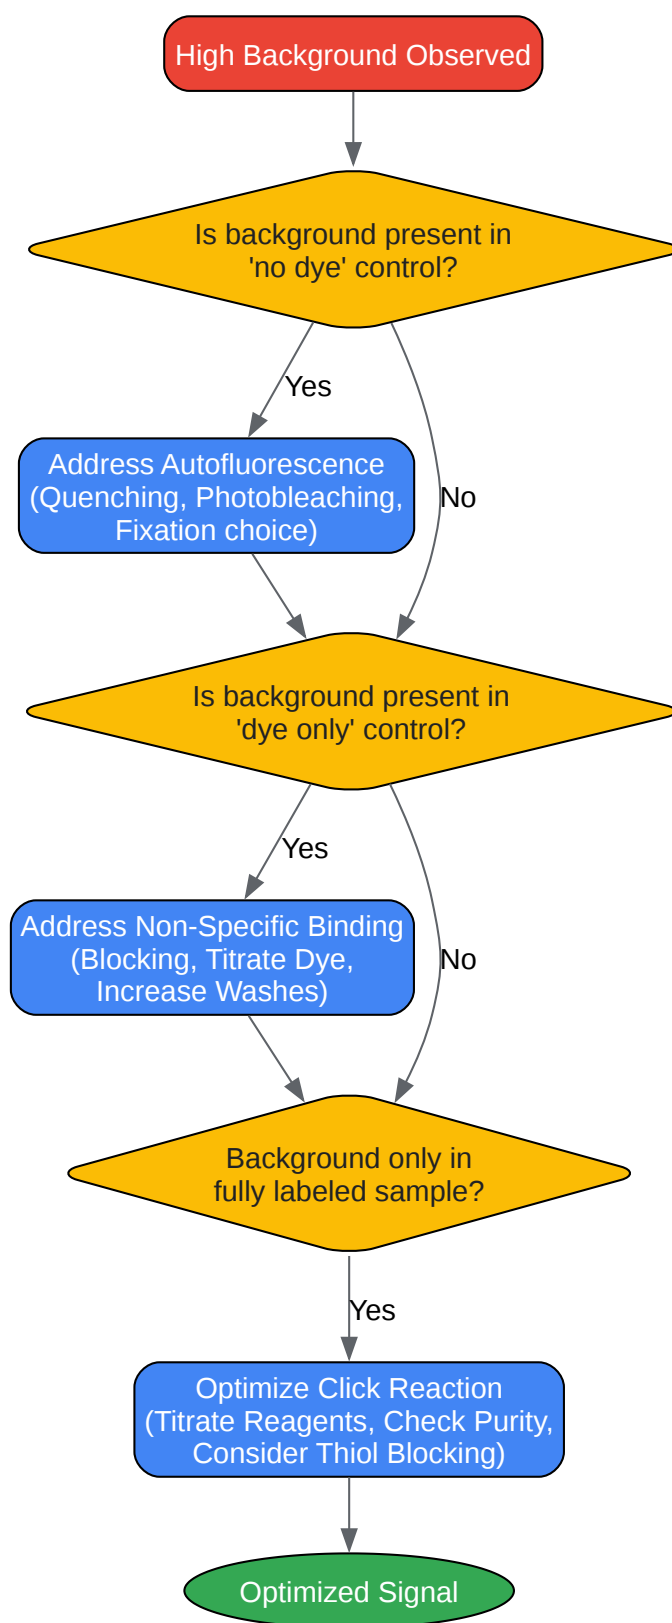 High Background Observed
Is background present in
'no dye' control?
Yes
Address Autofluorescence
(Quenching, Photobleaching,
Fixation choice)
No
Is background present in
'dye only' control?
Yes
Address Non-Specific Binding
(Blocking, Titrate Dye,
Increase Washes)
No
Background only in
fully labeled sample?
Yes
Optimize Click Reaction
(Titrate Reagents, Check Purity,
Consider Thiol Blocking)
Optimized Signal